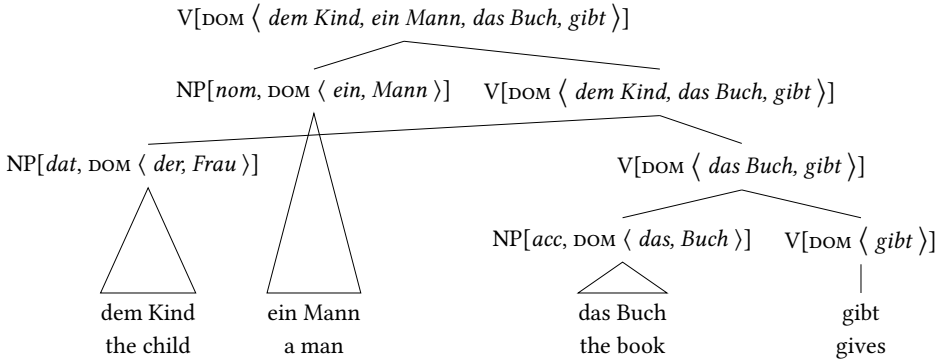 V[DOM ⟨ dem Kind, ein Mann, das Buch, gibt ⟩]
NP[nom, DOM ⟨ ein, Mann ⟩] V[DOM ⟨ dem Kind, das Buch, gibt ⟩]
NP[dat, DOM ⟨ der, Frau ⟩] V[DOM ⟨ das Buch, gibt ⟩]
NP[acc, DOM ⟨ das, Buch ⟩] V[DOM ⟨ gibt ⟩]
dem Kind ein Mann das Buch gibt
the child a man the book gives